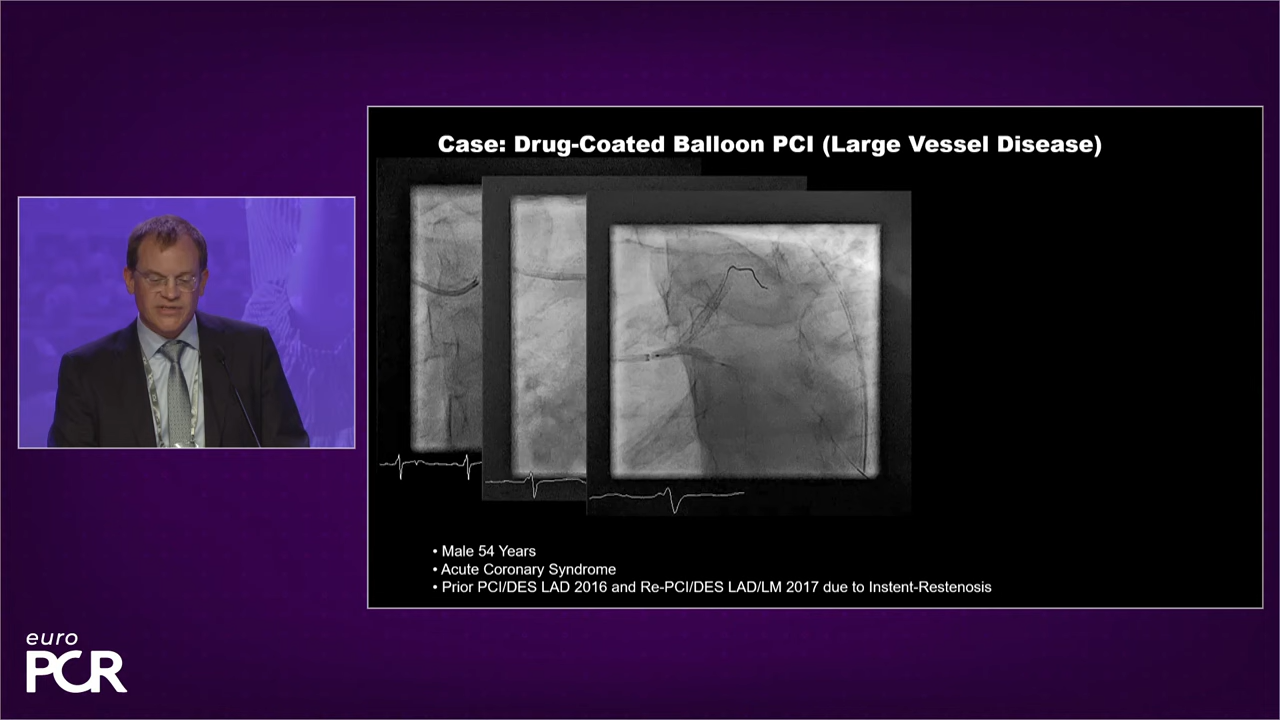 Case: Drug-Coated Balloon PCI (Large Vessel Disease)
• Male 54 Years
• Acute Coronary Syndrome
• Prior PCI/DES LAD 2016 and Re-PCI/DES LAD/LM 2017 due to Instent-Restenosis
euro
PCR